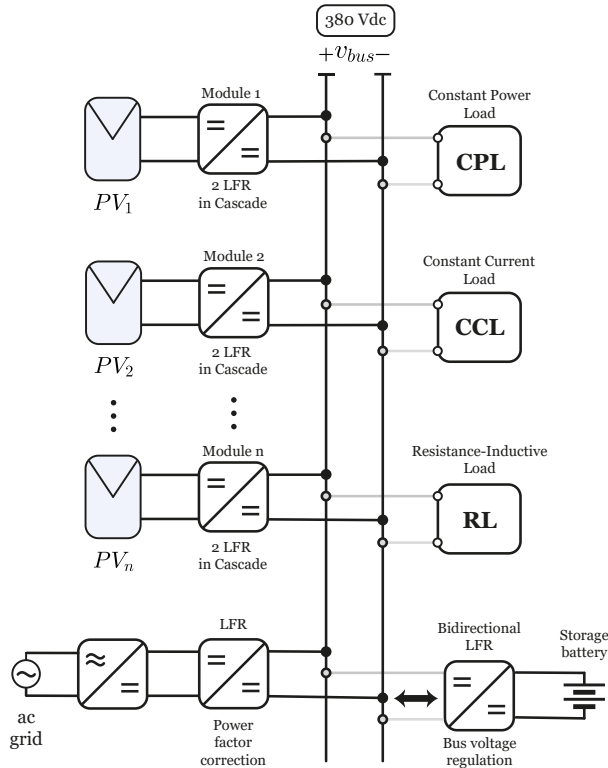 380 Vdc
+v_bus−
Module 1
2 LFR
in Cascade
PV_1
Constant Power
Load
CPL
Module 2
2 LFR
in Cascade
PV_2
Constant Current
Load
CCL
Module n
2 LFR
in Cascade
PV_n
Resistance-Inductive
Load
RL
ac
grid
LFR
Power
factor
correction
Bidirectional
LFR
Bus voltage
regulation
Storage
battery